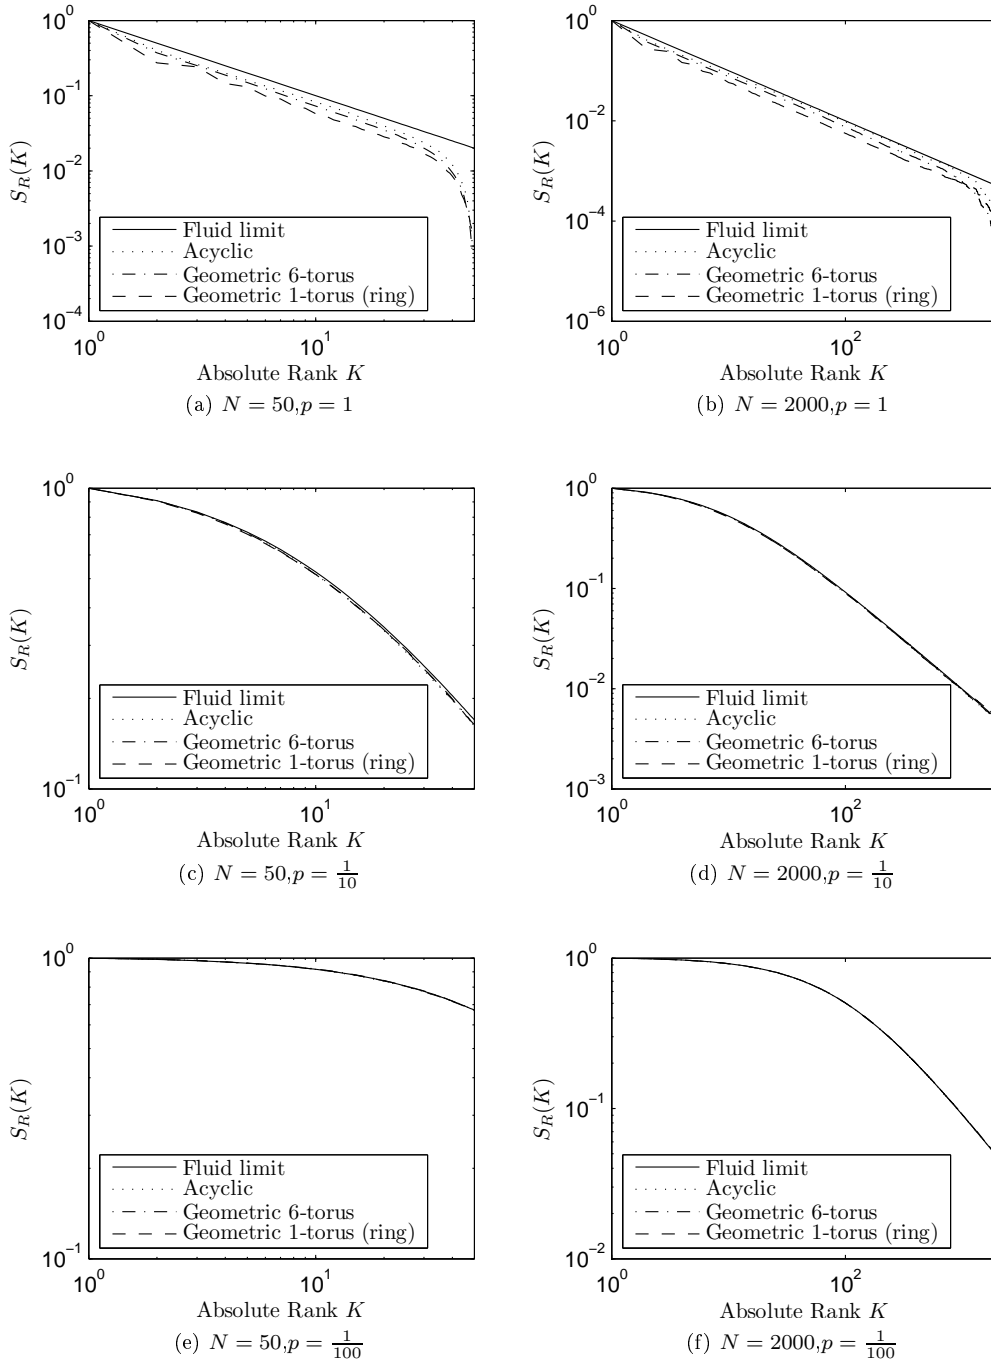 10^0
10^-1
10^-2
10^-3
10^-4
S_R(K)
Fluid limit
Acyclic
Geometric 6-torus
Geometric 1-torus (ring)
10^0
10^1
Absolute Rank K
(a) N = 50,p = 1
10^0
10^-2
10^-4
10^-6
S_R(K)
Fluid limit
Acyclic
Geometric 6-torus
Geometric 1-torus (ring)
10^0
10^2
Absolute Rank K
(b) N = 2000,p = 1
10^0
10^-1
S_R(K)
Fluid limit
Acyclic
Geometric 6-torus
Geometric 1-torus (ring)
10^0
10^1
Absolute Rank K
(c) N = 50,p = 1/10
10^0
10^-1
10^-2
10^-3
S_R(K)
Fluid limit
Acyclic
Geometric 6-torus
Geometric 1-torus (ring)
10^0
10^2
Absolute Rank K
(d) N = 2000,p = 1/10
10^0
10^-1
S_R(K)
Fluid limit
Acyclic
Geometric 6-torus
Geometric 1-torus (ring)
10^0
10^1
Absolute Rank K
(e) N = 50,p = 1/100
10^0
10^-1
10^-2
S_R(K)
Fluid limit
Acyclic
Geometric 6-torus
Geometric 1-torus (ring)
10^0
10^2
Absolute Rank K
(f) N = 2000,p = 1/100